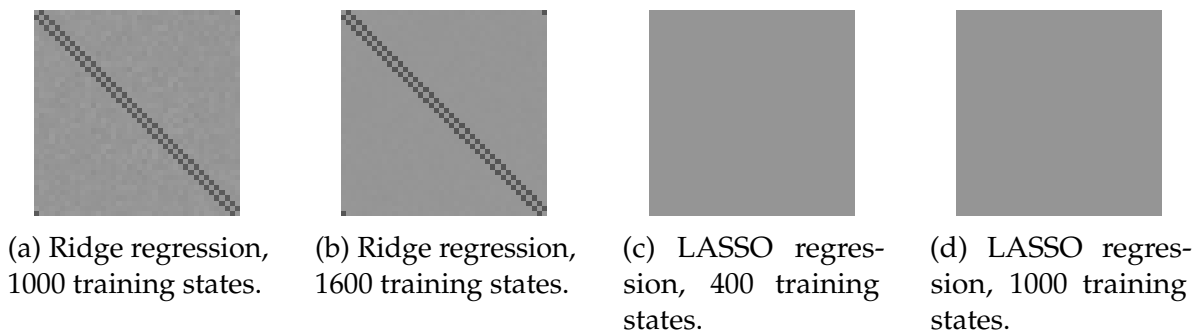 (a) Ridge regression,
1000 training states.
(b) Ridge regression,
1600 training states.
(c) LASSO regres-
sion, 400 training
states.
(d) LASSO regres-
sion, 1000 training
states.